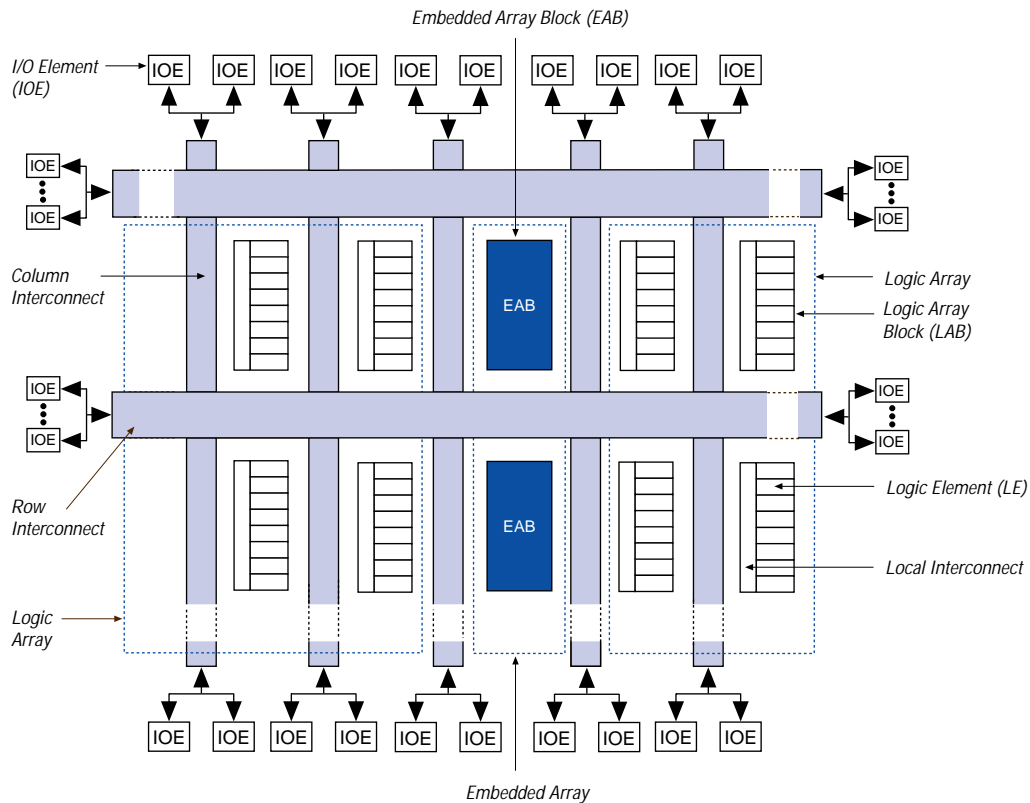 Embedded Array Block (EAB)
I/O Element
(IOE)
IOE IOE IOE IOE IOE IOE IOE IOE IOE IOE
IOE
IOE
IOE
IOE
Column
Interconnect
EAB
Logic Array
Logic Array
Block (LAB)
IOE
IOE
IOE
IOE
Row
Interconnect
EAB
Logic Element (LE)
Local Interconnect
Logic
Array
IOE IOE IOE IOE IOE IOE IOE IOE IOE IOE
Embedded Array